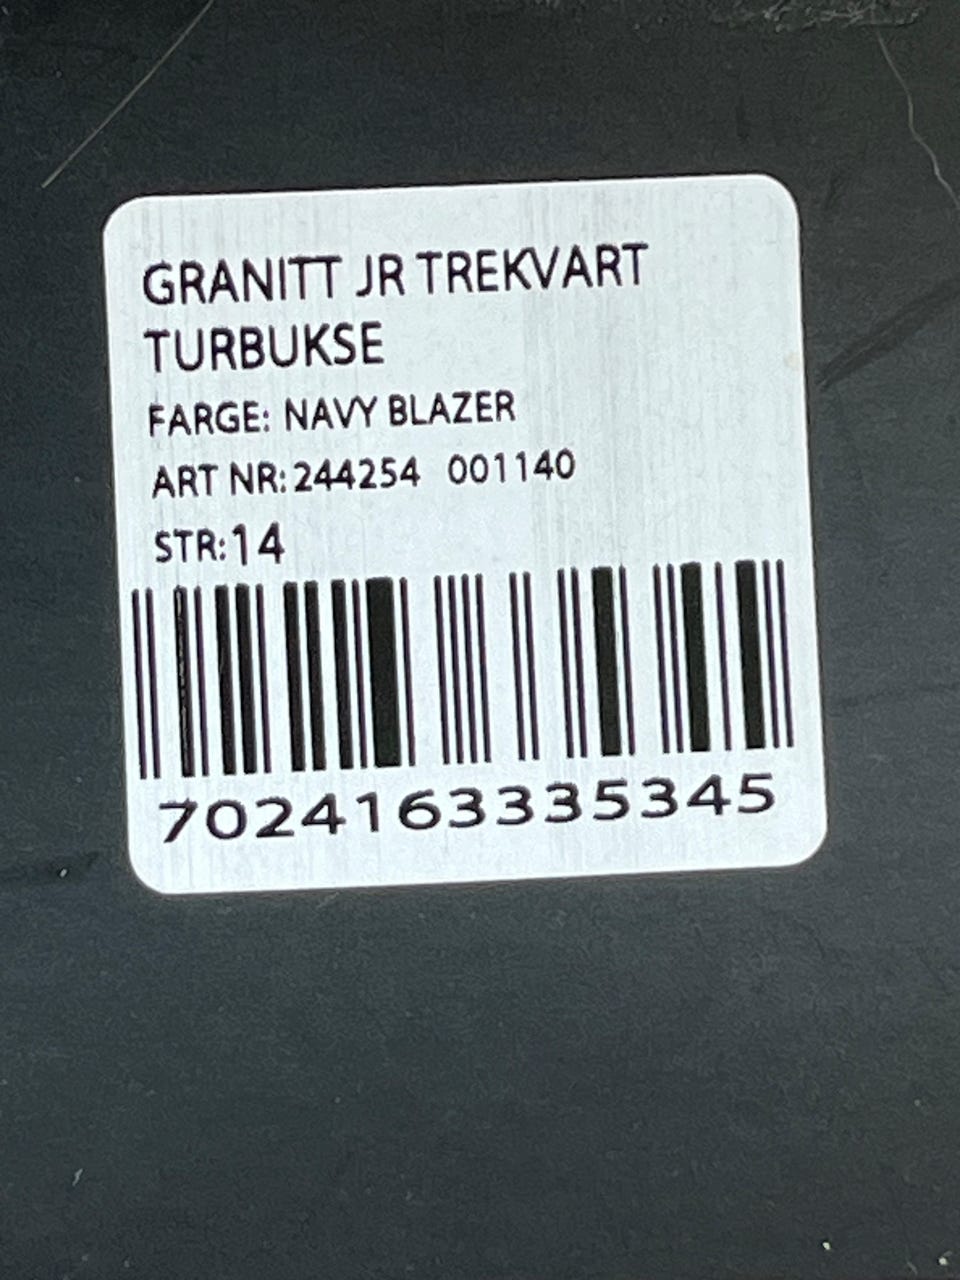 GRANITT JR TREKVART
TURBUKSE
FARGE: NAVY BLAZER
ART NR: 244254 001140
STR: 14
7024163335345